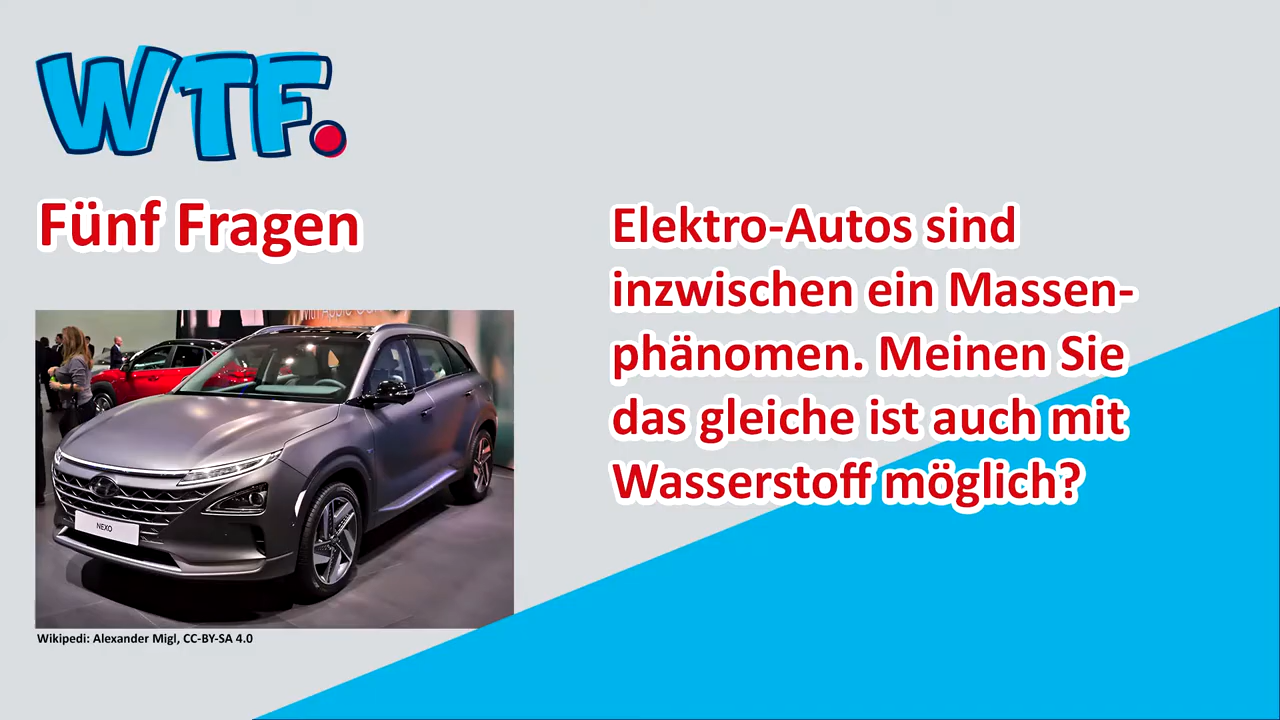 WTF.
Fünf Fragen
Elektro-Autos sind
inzwischen ein Massen-
phänomen. Meinen Sie
das gleiche ist auch mit
Wasserstoff möglich?
NEXO
Wikipedi: Alexander Migl, CC-BY-SA 4.0